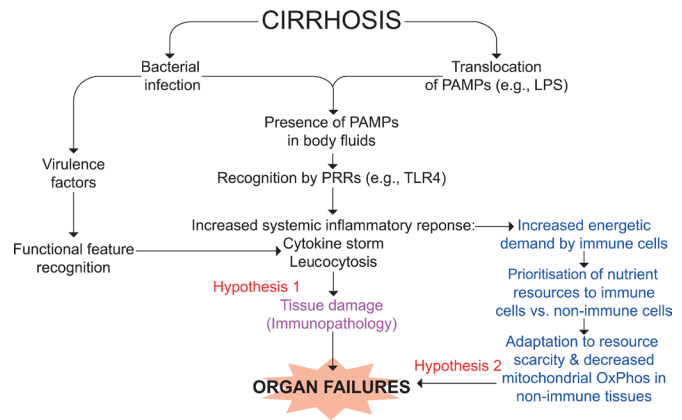 CIRRHOSIS
Bacterial
infection
Translocation
of PAMPs (e.g., LPS)
Presence of PAMPs
in body fluids
Virulence
factors
Recognition by PRRs (e.g., TLR4)
Functional feature
recognition
Increased systemic inflammatory reponse:
Cytokine storm
Leucocytosis
Increased energetic
demand by immune cells
Hypothesis 1
Tissue damage
(Immunopathology)
Prioritisation of nutrient
resources to immune
cells vs. non-immune cells
Hypothesis 2
Adaptation to resource
scarcity & decreased
mitochondrial OxPhos in
non-immune tissues
ORGAN FAILURES